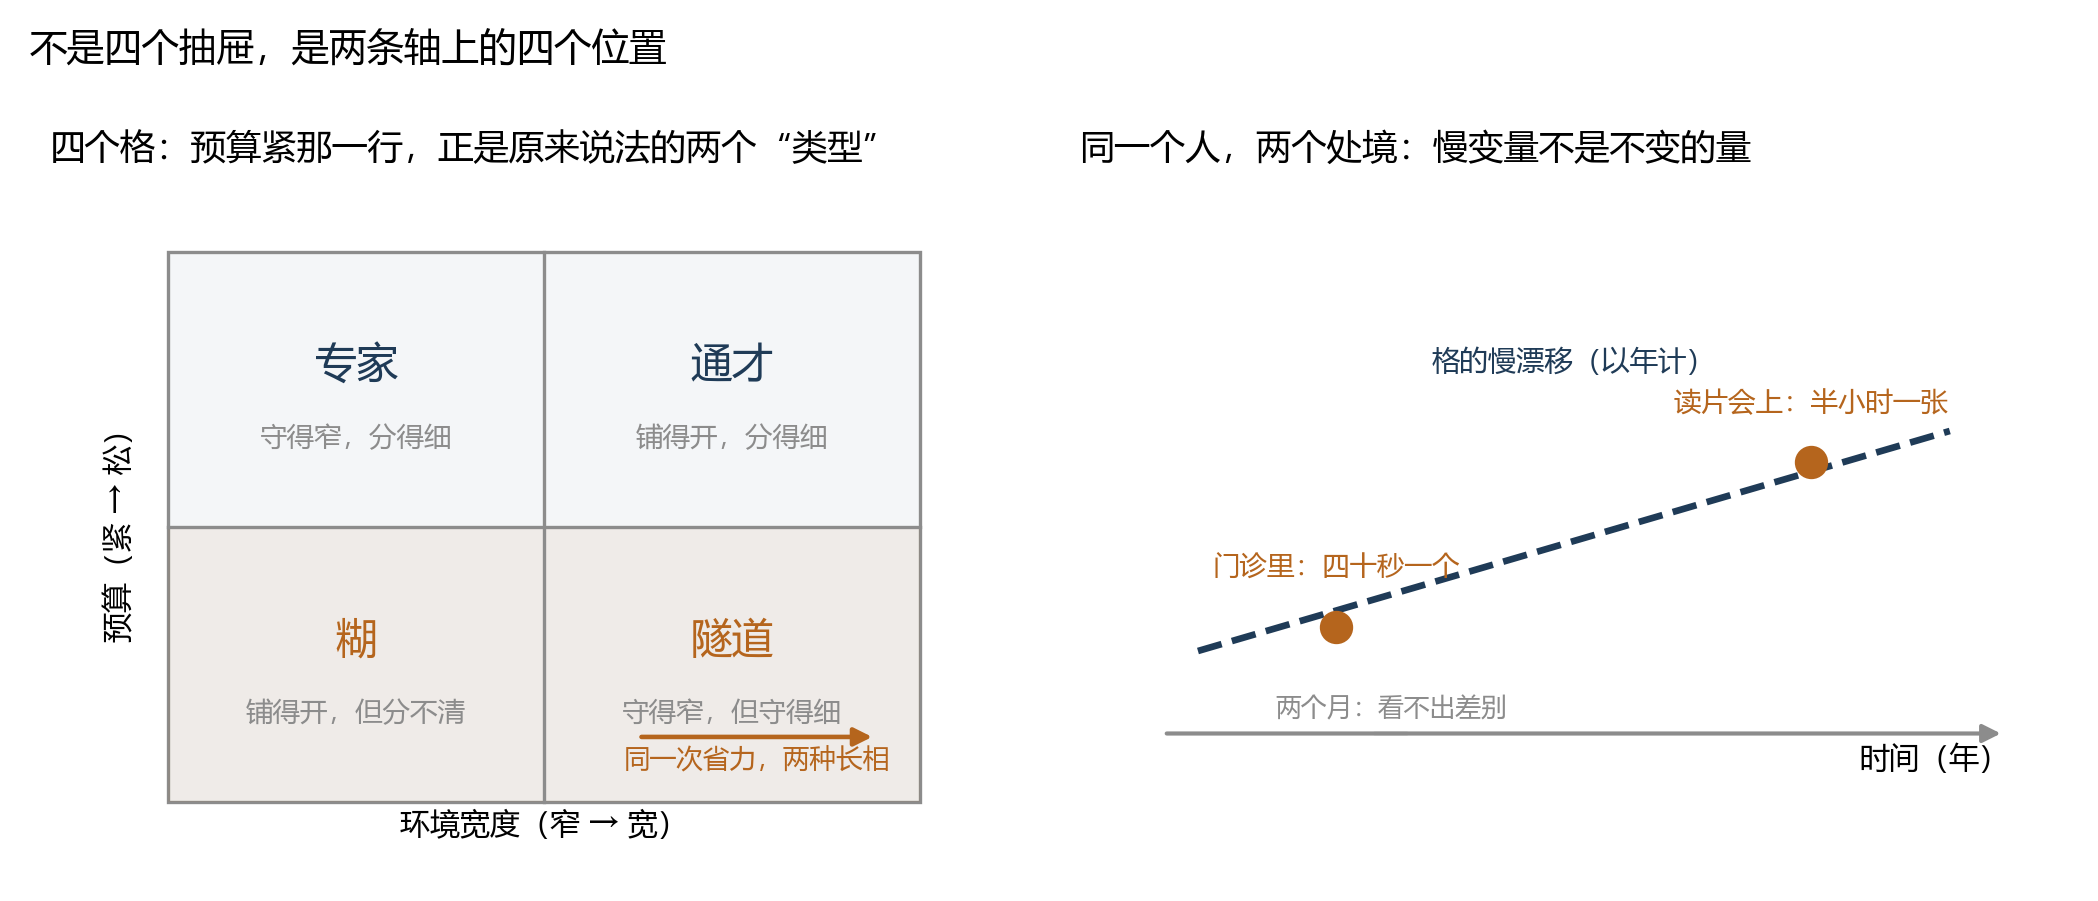 不是四个抽屉，是两条轴上的四个位置
四个格：预算紧那一行，正是原来说法的两个“类型”
预算（紧 → 松）
专家
守得窄，分得细
通才
铺得开，分得细
糊
铺得开，但分不清
隧道
守得窄，但守得细
同一次省力，两种长相
环境宽度（窄 → 宽）
同一个人，两个处境：慢变量不是不变的量
格的慢漂移（以年计）
读片会上：半小时一张
门诊里：四十秒一个
两个月：看不出差别
时间（年）